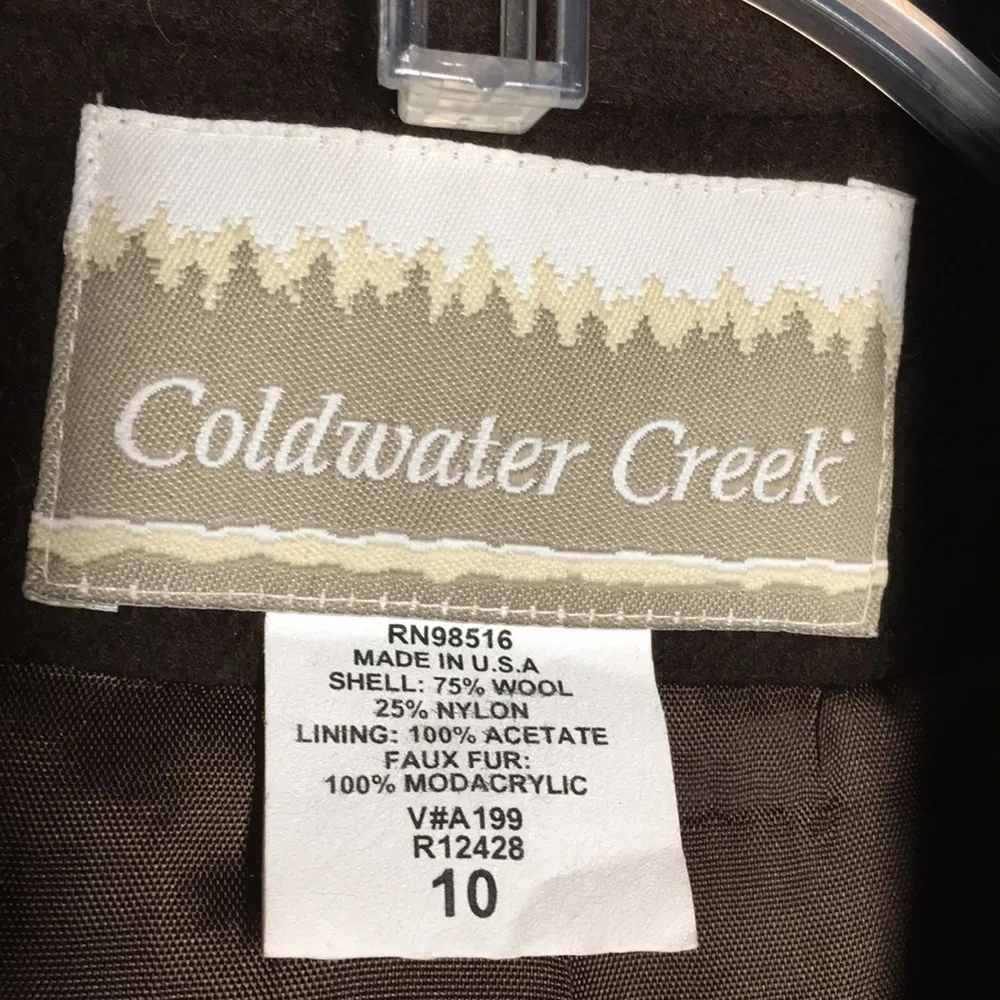 Coldwater Creek
RN98516
MADE IN U.S.A
SHELL: 75% WOOL
25% NYLON
LINING: 100% ACETATE
FAUX FUR:
100% MODACRYLIC
V#A199
R12428
10